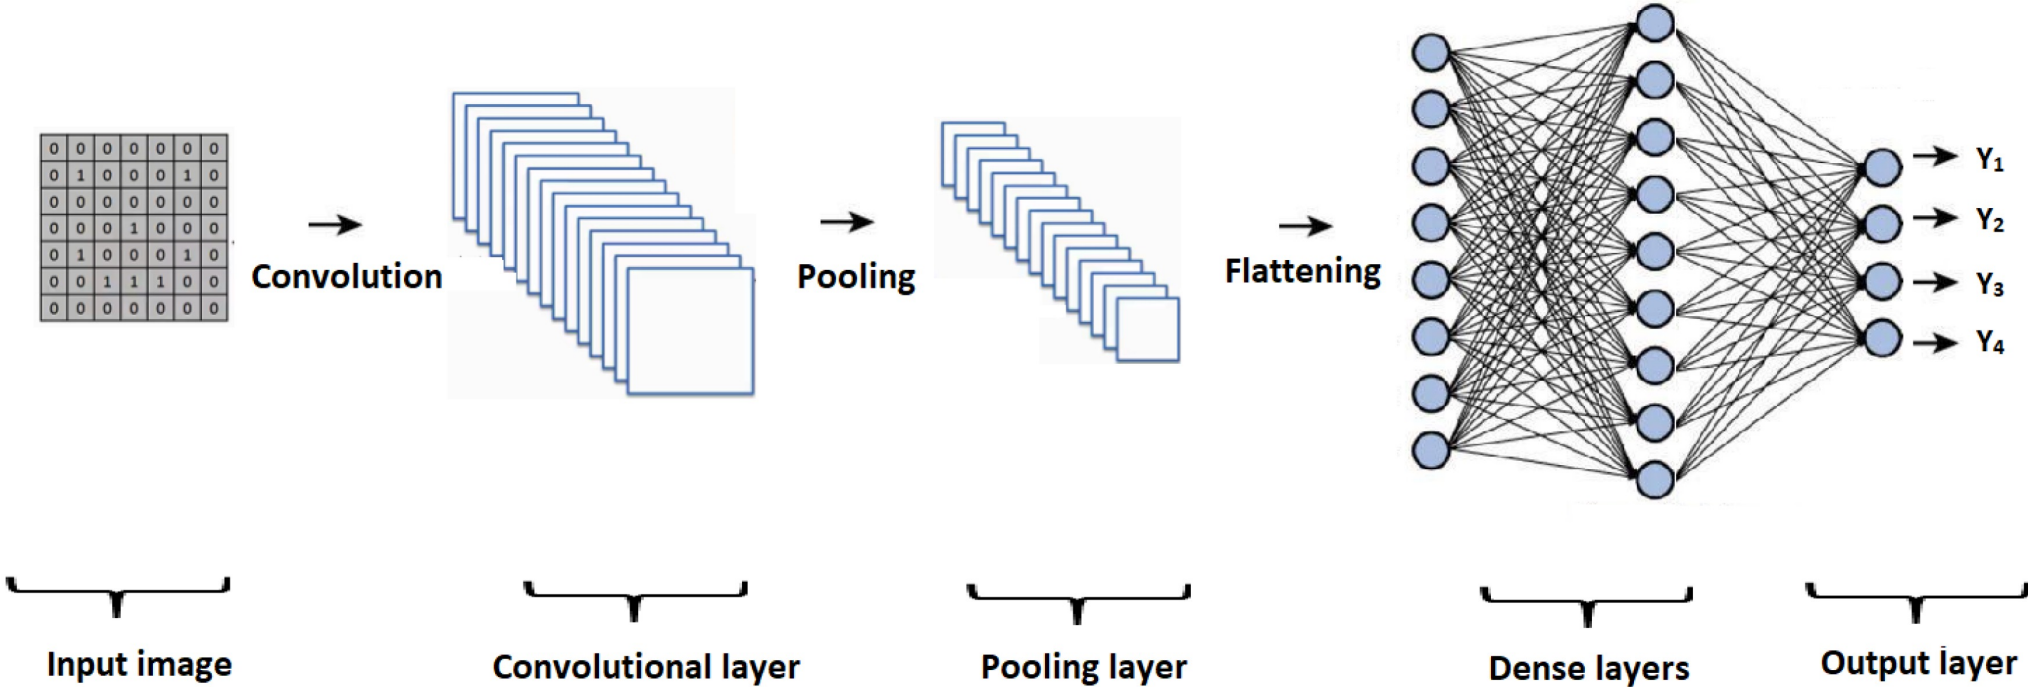 0 0 0 0 0 0 0
0 1 0 0 0 1 0
0 0 0 0 0 0 0
0 0 0 1 0 0 0
0 1 0 0 0 1 0
0 0 1 1 1 0 0
0 0 0 0 0 0 0
Convolution
Pooling
Flattening
Y₁
Y₂
Y₃
Y₄
Input image
Convolutional layer
Pooling layer
Dense layers
Output layer